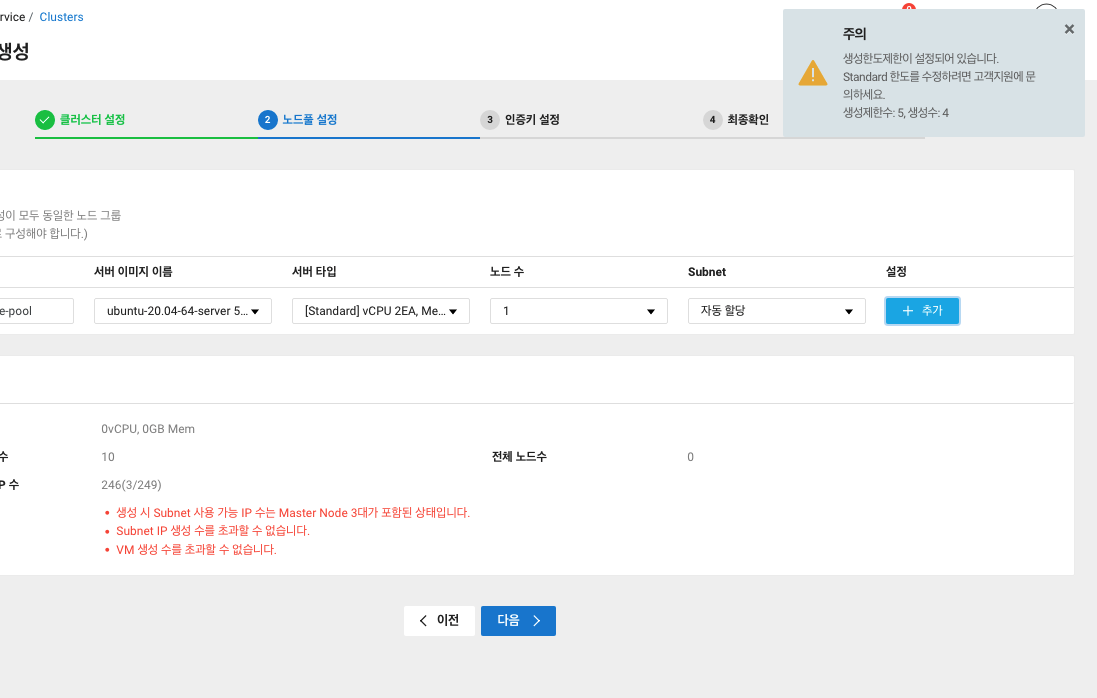 rvice / Clusters
생성
주의
생성한도제한이 설정되어 있습니다.
Standard 한도를 수정하려면 고객지원에 문
의하세요.
생성제한수: 5, 생성수: 4
클러스터 설정
2 노드풀 설정
3 인증키 설정
4 최종확인
성이 모두 동일한 노드 그룹
로 구성해야 합니다.)
서버 이미지 이름 서버 타입 노드 수 Subnet 설정
e-pool ubuntu-20.04-64-server 5... [Standard] vCPU 2EA, Me... 1 자동 할당 + 추가
0vCPU, 0GB Mem
수 10 전체 노드수 0
P 수 246(3/249)
• 생성 시 Subnet 사용 가능 IP 수는 Master Node 3대가 포함된 상태입니다.
• Subnet IP 생성 수를 초과할 수 없습니다.
• VM 생성 수를 초과할 수 없습니다.
이전 다음